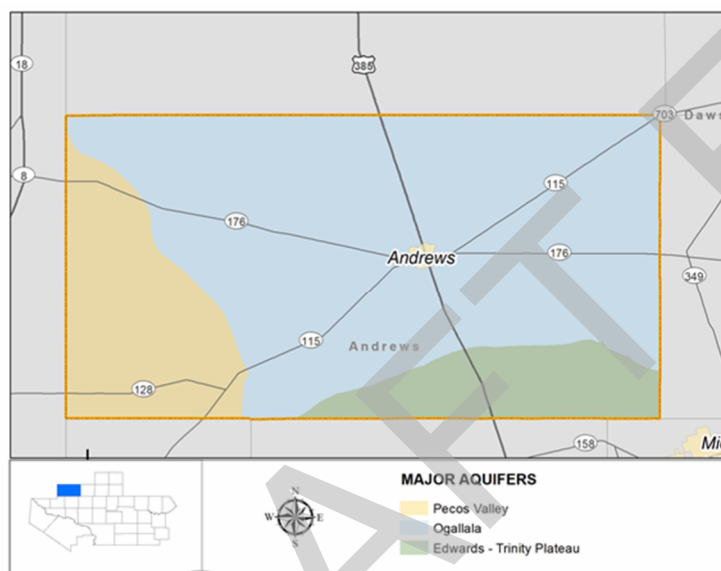 18
385
703
Daws
8
115
176
Andrews
176
349
115
Andrews
128
158
Mi
MAJOR AQUIFERS
N
W E
S
Pecos Valley
Ogallala
Edwards - Trinity Plateau